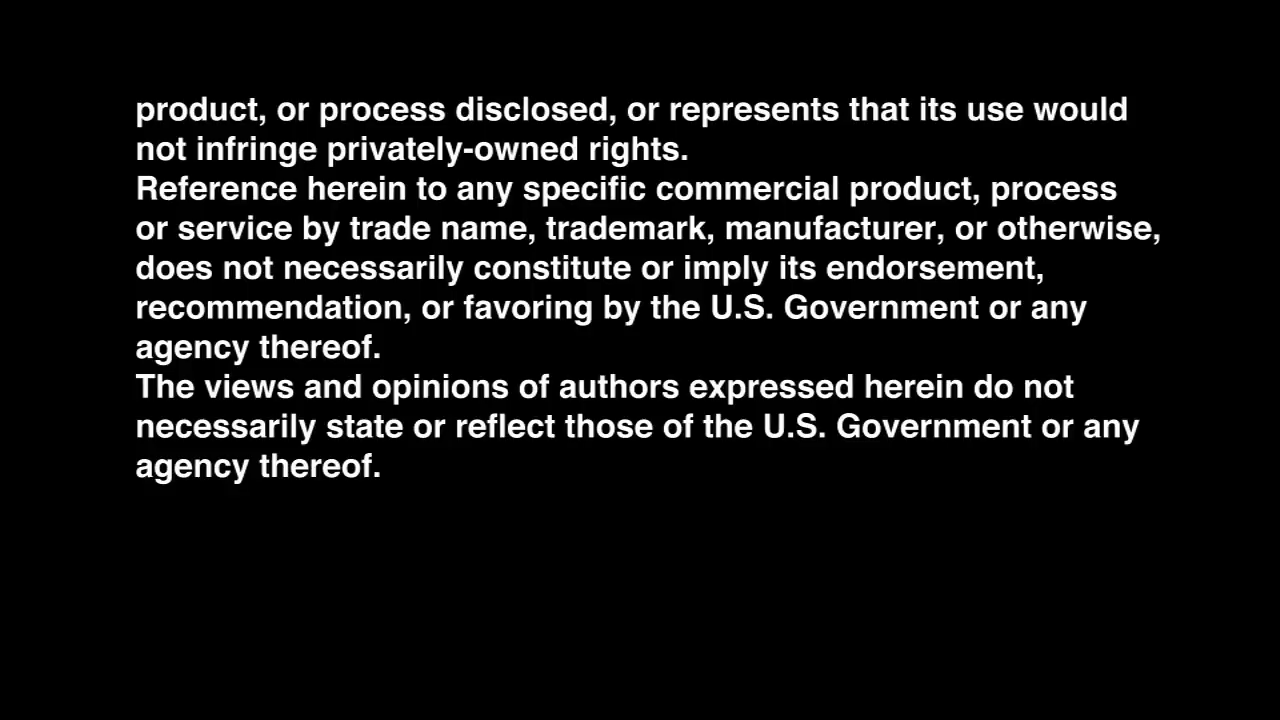 product, or process disclosed, or represents that its use would
not infringe privately-owned rights.
Reference herein to any specific commercial product, process
or service by trade name, trademark, manufacturer, or otherwise,
does not necessarily constitute or imply its endorsement,
recommendation, or favoring by the U.S. Government or any
agency thereof.
The views and opinions of authors expressed herein do not
necessarily state or reflect those of the U.S. Government or any
agency thereof.